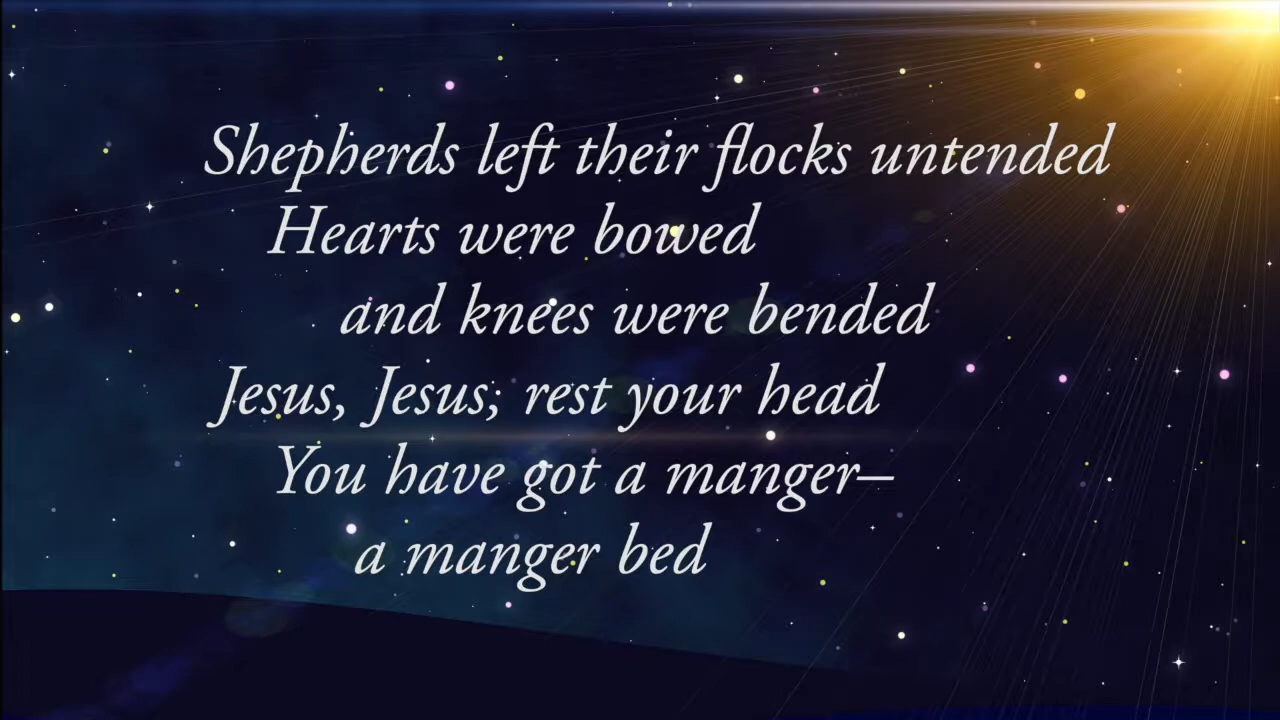 Shepherds left their flocks untended
Hearts were bowed
and knees were bended
Jesus, Jesus; rest your head
You have got a manger—
a manger bed